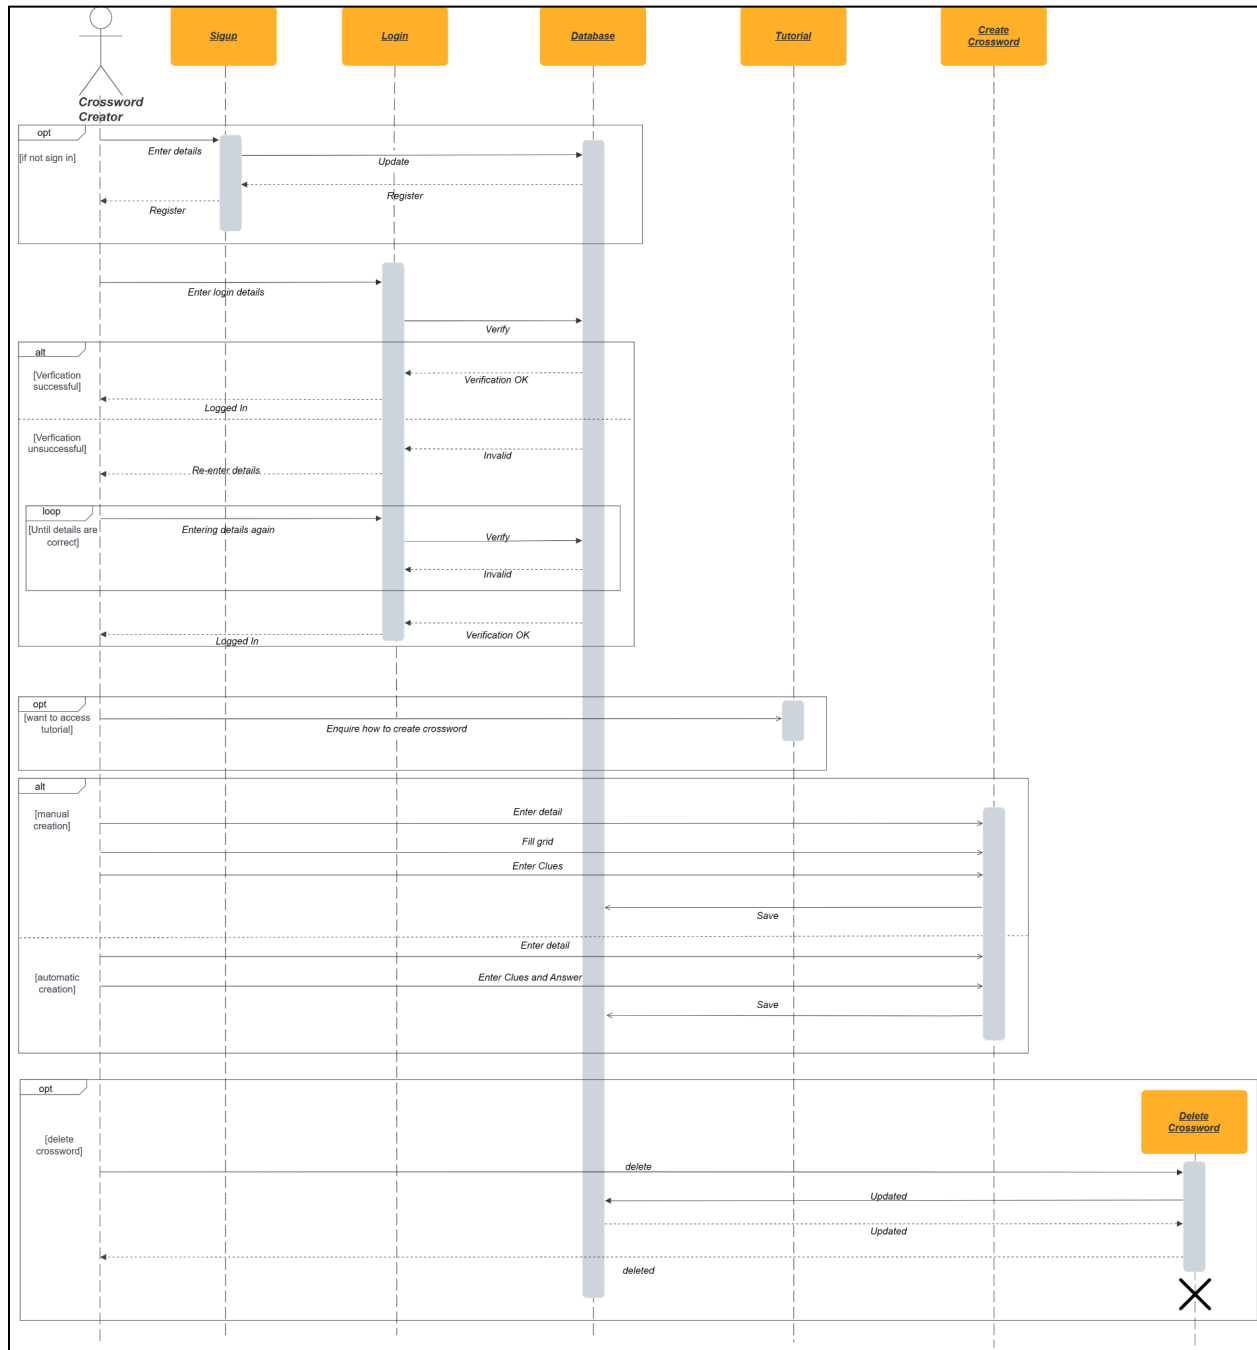 Sigup
Login
Database
Tutorial
Create
Crossword
Crossword
Creator
opt
[if not sign in]
Enter details
Update
Register
Register
Enter login details
Verify
alt
[Verfication
successful]
Verification OK
Logged In
[Verfication
unsuccessful]
Invalid
Re-enter details
loop
[Until details are
correct]
Entering details again
Verify
Invalid
Verification OK
Logged In
opt
[want to access
tutorial]
Enquire how to create crossword
alt
[manual
creation]
Enter detail
Fill grid
Enter Clues
Save
Enter detail
[automatic
creation]
Enter Clues and Answer
Save
opt
Delete
Crossword
[delete
crossword]
delete
Updated
Updated
deleted